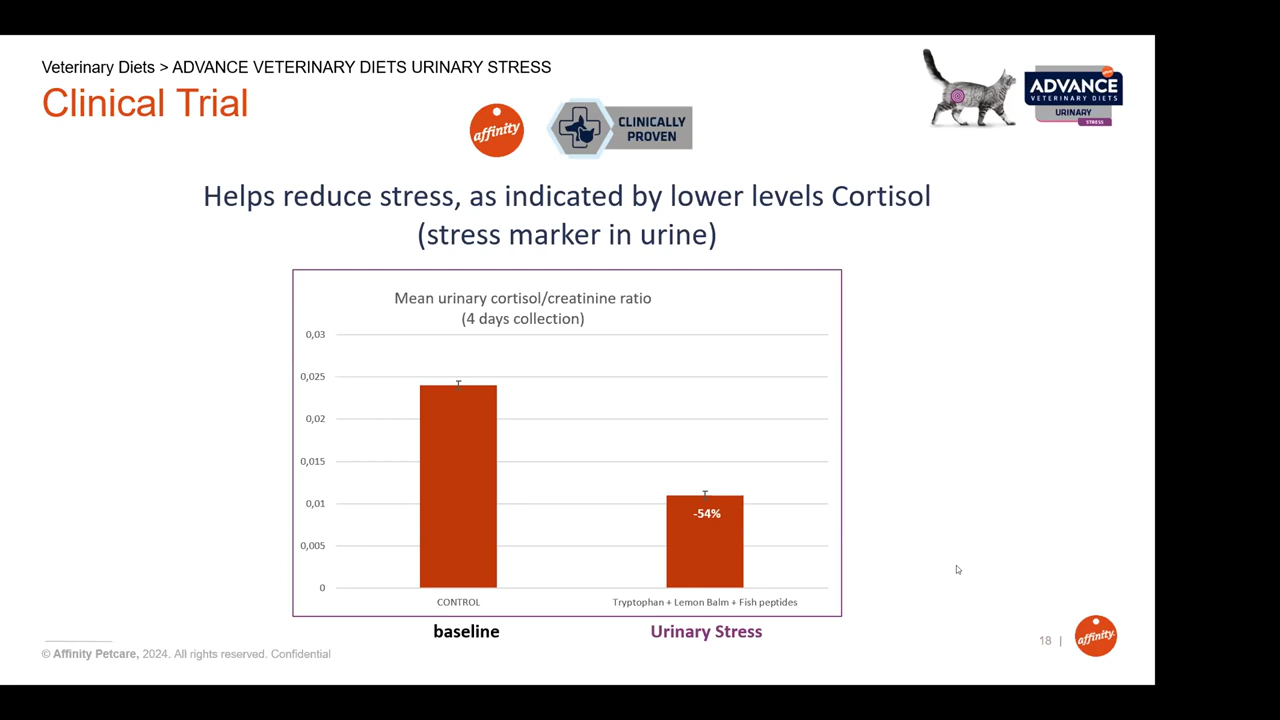 Veterinary Diets > ADVANCE VETERINARY DIETS URINARY STRESS
Clinical Trial
affinity
CLINICALLY
PROVEN
ADVANCE
VETERINARY DIETS
URINARY
STRESS
Helps reduce stress, as indicated by lower levels Cortisol
(stress marker in urine)
Mean urinary cortisol/creatinine ratio
(4 days collection)
0,03
0,025
0,02
0,015
0,01
0,005
0
-54%
CONTROL
Tryptophan + Lemon Balm + Fish peptides
baseline
Urinary Stress
© Affinity Petcare, 2024. All rights reserved. Confidential
18 |
affinity